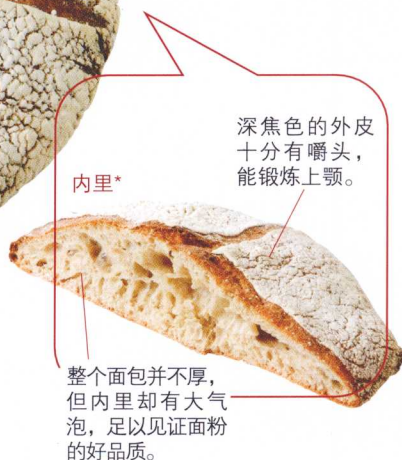 深焦色的外皮
十分有嚼头，
能锻炼上颚。
内里*
整个面包并不厚，
但内里却有大气
泡，足以见证面粉
的好品质。